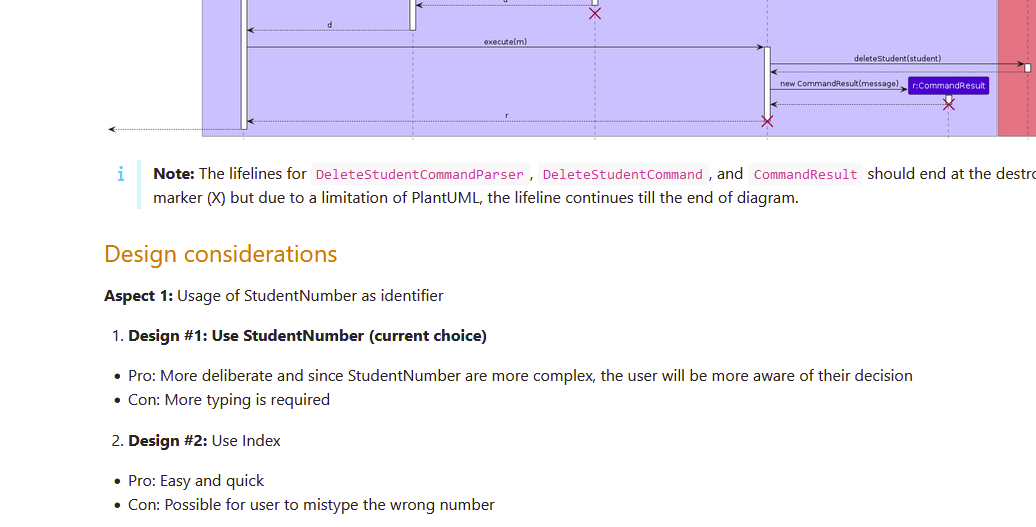 d
execute(m)
deleteStudent(student)
new CommandResult(message)
r:CommandResult
r
i
Note: The lifelines for DeleteStudentCommandParser , DeleteStudentCommand , and CommandResult should end at the destro
marker (X) but due to a limitation of PlantUML, the lifeline continues till the end of diagram.
Design considerations
Aspect 1: Usage of StudentNumber as identifier
1. Design #1: Use StudentNumber (current choice)
• Pro: More deliberate and since StudentNumber are more complex, the user will be more aware of their decision
• Con: More typing is required
2. Design #2: Use Index
• Pro: Easy and quick
• Con: Possible for user to mistype the wrong number